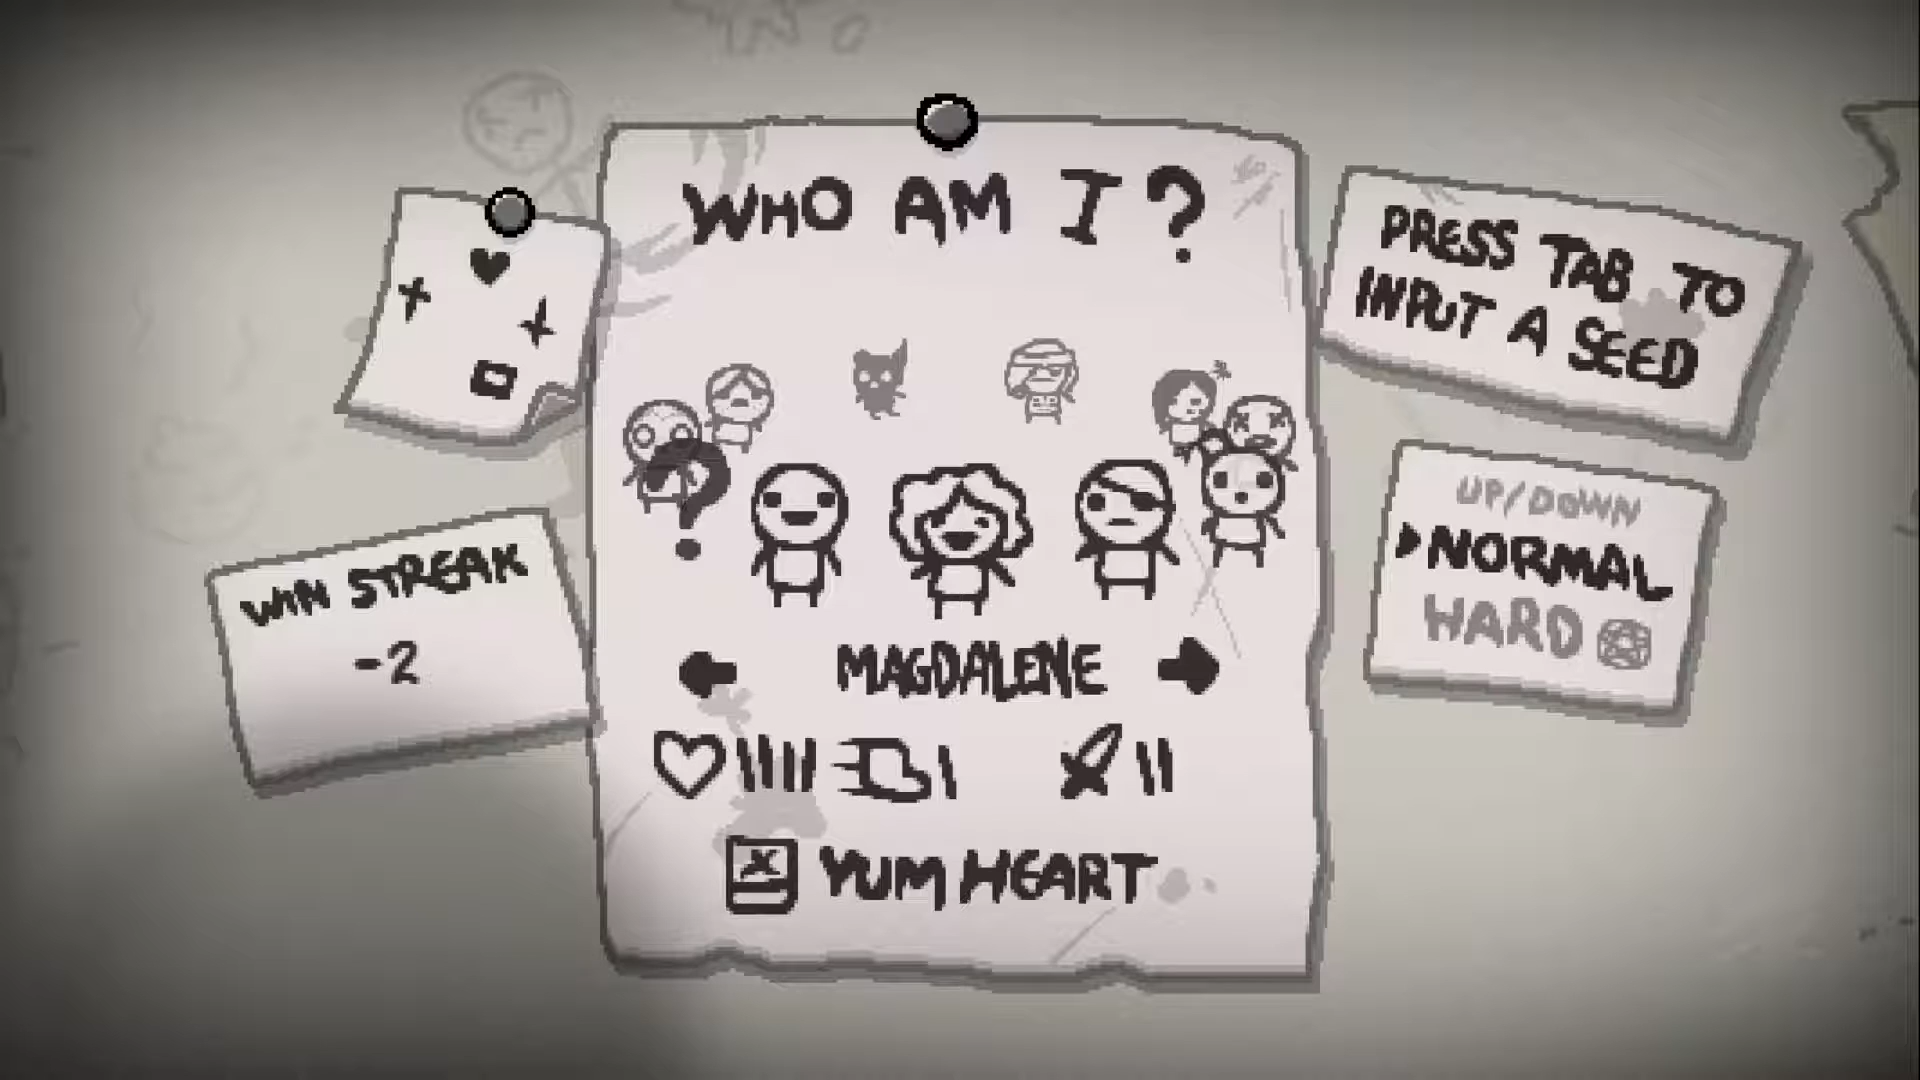 WHO AM I?
PRESS TAB TO
INPUT A SEED
UP/DOWN
NORMAL
HARD
WIN STREAK
-2
MAGDALENE
YUM HEART